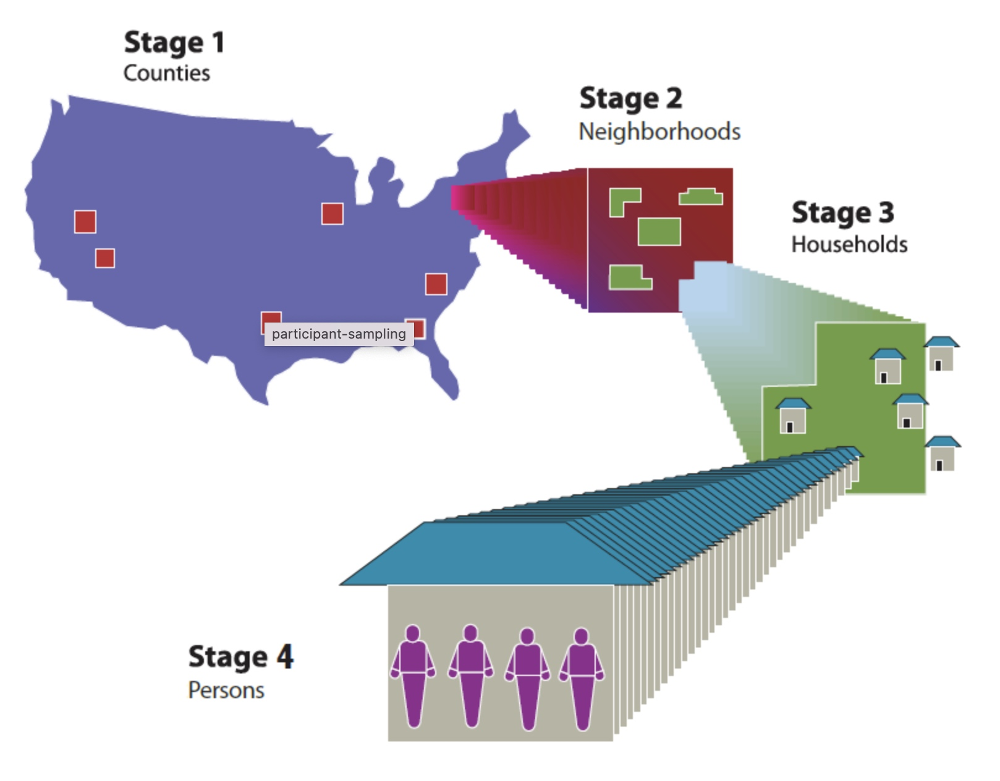 Stage 1
Counties
Stage 2
Neighborhoods
Stage 3
Households
participant-sampling
Stage 4
Persons